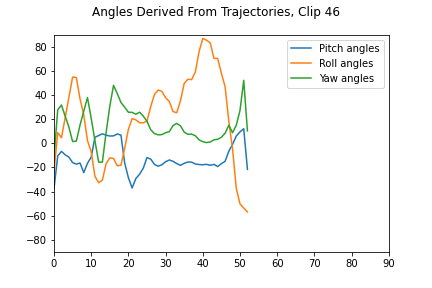 Angles Derived From Trajectories, Clip 46
Pitch angles
Roll angles
Yaw angles
80
60
40
20
0
−20
−40
−60
−80
0 10 20 30 40 50 60 70 80 90